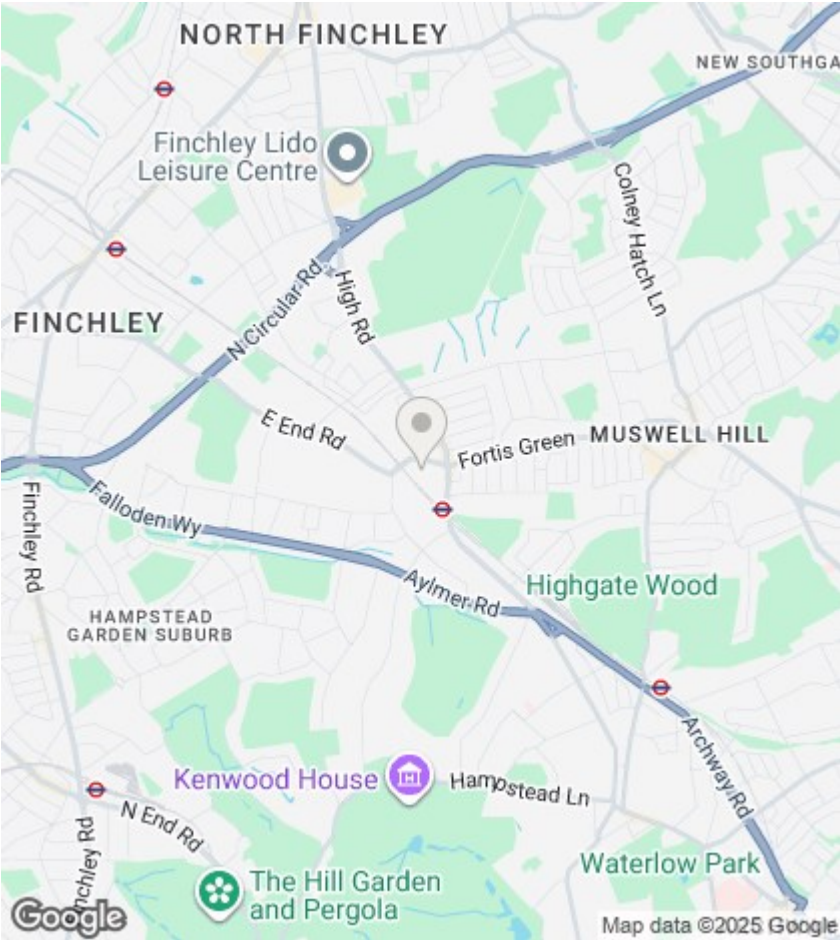 NORTH FINCHLEY
NEW SOUTHGA
Finchley Lido
Leisure Centre
Colney Hatch Ln
N Circular Rd
High Rd
FINCHLEY
E End Rd
Fortis Green
MUSWELL HILL
Finchley Rd
Falloden Wy
Aylmer Rd
Highgate Wood
HAMPSTEAD
GARDEN SUBURB
Archway Rd
Kenwood House
Hampstead Ln
N End Rd
nchley Rd
Waterlow Park
The Hill Garden
and Pergola
Google
Map data ©2025 Google